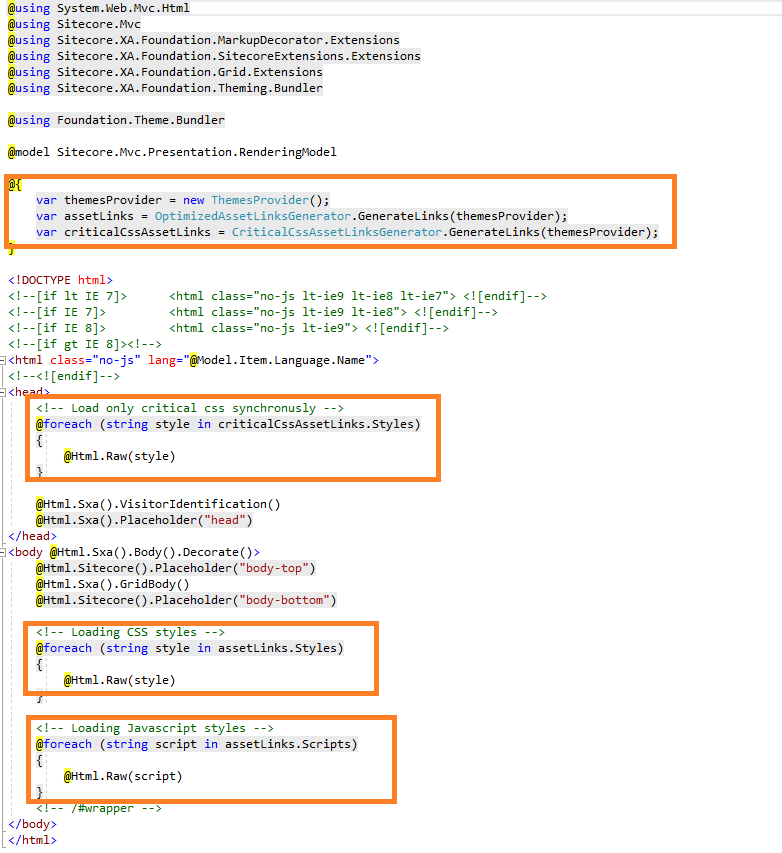 @using System.Web.Mvc.Html
@using Sitecore.Mvc
@using Sitecore.XA.Foundation.MarkupDecorator.Extensions
@using Sitecore.XA.Foundation.SitecoreExtensions.Extensions
@using Sitecore.XA.Foundation.Grid.Extensions
@using Sitecore.XA.Foundation.Theming.Bundler
@using Foundation.Theme.Bundler
@model Sitecore.Mvc.Presentation.RenderingModel
@{
var themesProvider = new ThemesProvider();
var assetLinks = OptimizedAssetLinksGenerator.GenerateLinks(themesProvider);
var criticalCssAssetLinks = CriticalCssAssetLinksGenerator.GenerateLinks(themesProvider);
}
<!DOCTYPE html>
<!--[if lt IE 7]>      <html class="no-js lt-ie9 lt-ie8 lt-ie7"> <![endif]-->
<!--[if IE 7]>         <html class="no-js lt-ie9 lt-ie8"> <![endif]-->
<!--[if IE 8]>         <html class="no-js lt-ie9"> <![endif]-->
<!--[if gt IE 8]><!-->
<html class="no-js" lang="@Model.Item.Language.Name">
<!--<![endif]-->
<head>
<!-- Load only critical css synchronusly -->
@foreach (string style in criticalCssAssetLinks.Styles)
{
@Html.Raw(style)
}
@Html.Sxa().VisitorIdentification()
@Html.Sxa().Placeholder("head")
</head>
<body @Html.Sxa().Body().Decorate()>
@Html.Sitecore().Placeholder("body-top")
@Html.Sxa().GridBody()
@Html.Sitecore().Placeholder("body-bottom")
<!-- Loading CSS styles -->
@foreach (string style in assetLinks.Styles)
{
@Html.Raw(style)
}
<!-- Loading Javascript styles -->
@foreach (string script in assetLinks.Scripts)
{
@Html.Raw(script)
}
<!-- /#wrapper -->
</body>
</html>